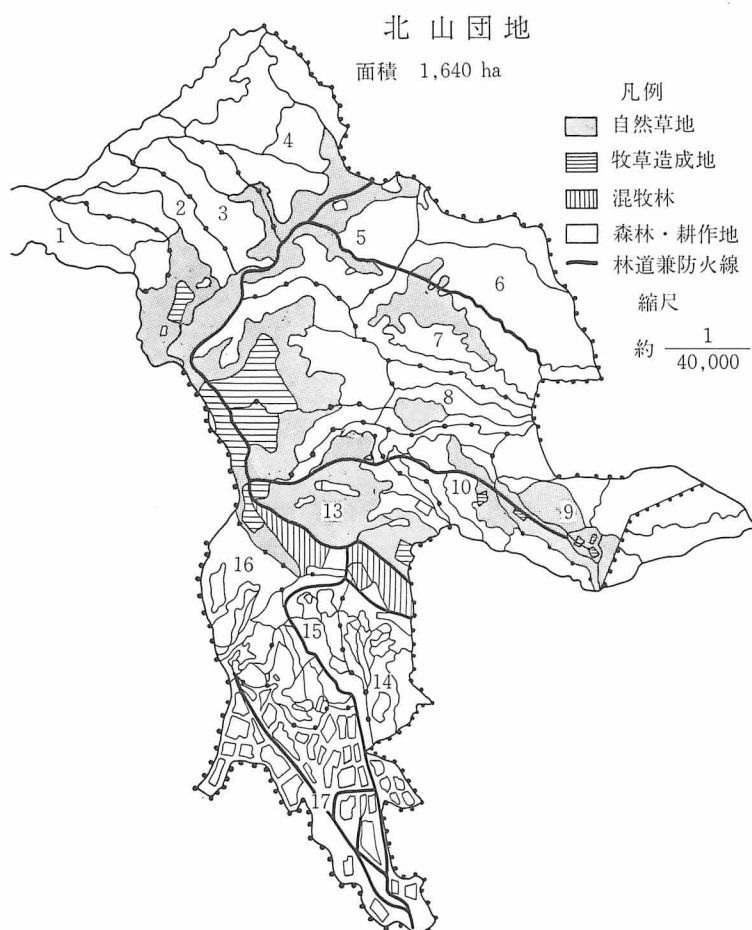 北山団地
面積 1,640 ha
凡例
自然草地
牧草造成地
混牧林
森林・耕作地
林道兼防火線
縮尺
約 1/40,000
4
1
2
3
5
6
7
8
10
9
13
16
15
14
17